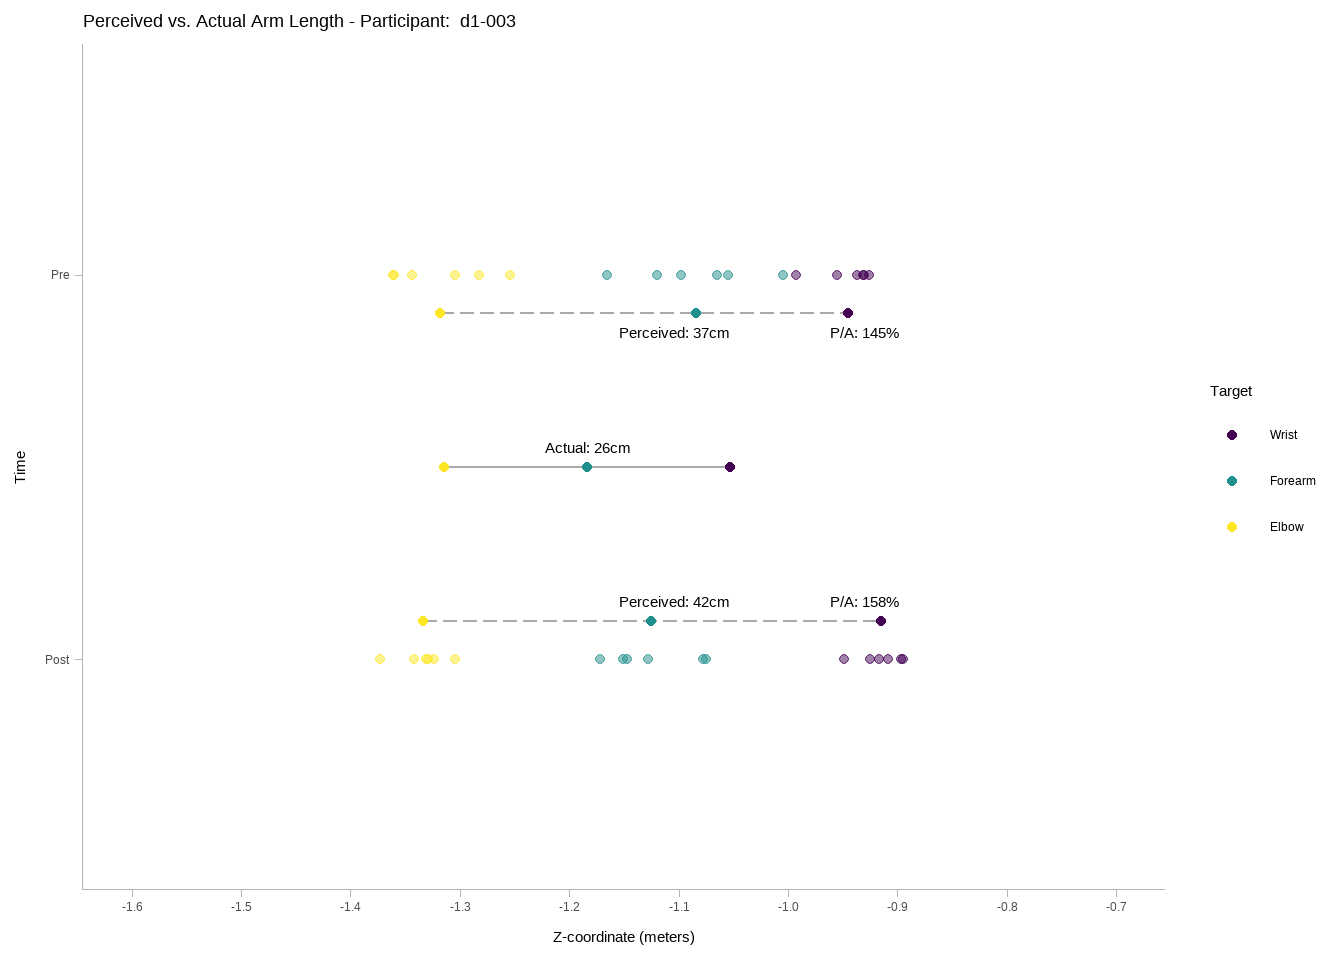 Perceived vs. Actual Arm Length - Participant:  d1-003
Pre
Perceived: 37cm
P/A: 145%
Target
Actual: 26cm
Wrist
Time
Forearm
Elbow
Perceived: 42cm
P/A: 158%
Post
-1.6
-1.5
-1.4
-1.3
-1.2
-1.1
-1.0
-0.9
-0.8
-0.7
Z-coordinate (meters)